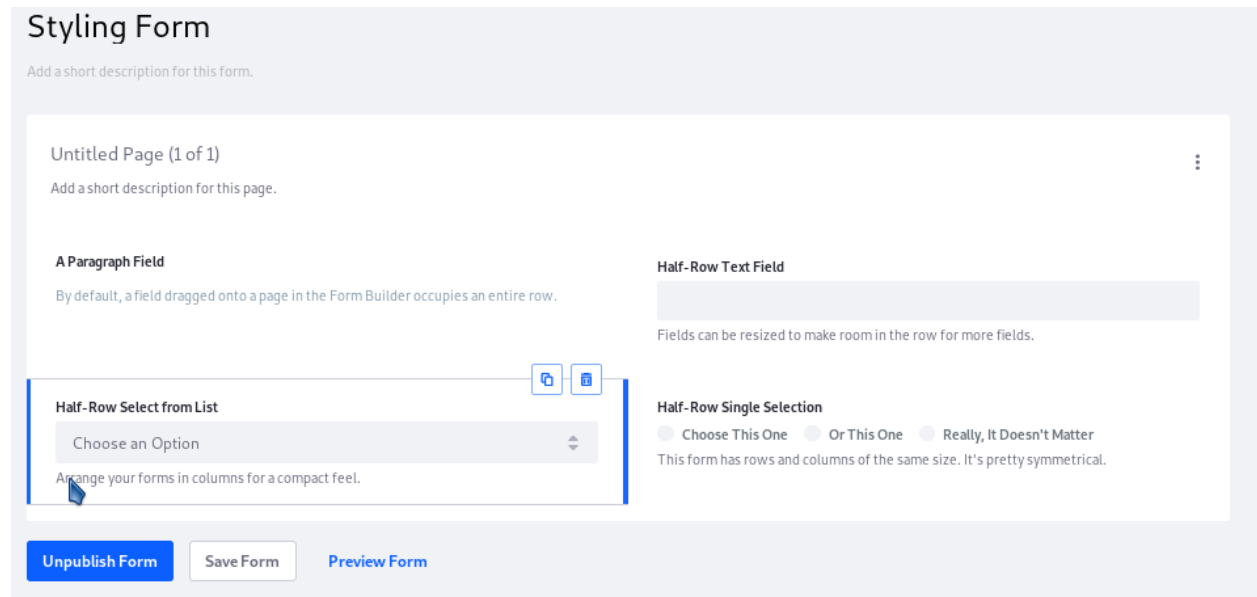 Styling Form
Add a short description for this form.
Untitled Page (1 of 1)
Add a short description for this page.
A Paragraph Field
By default, a field dragged onto a page in the Form Builder occupies an entire row.
Half-Row Text Field
Fields can be resized to make room in the row for more fields.
Half-Row Select from List
Choose an Option
Arrange your forms in columns for a compact feel.
Half-Row Single Selection
Choose This One Or This One Really, It Doesn't Matter
This form has rows and columns of the same size. It's pretty symmetrical.
Unpublish Form Save Form Preview Form